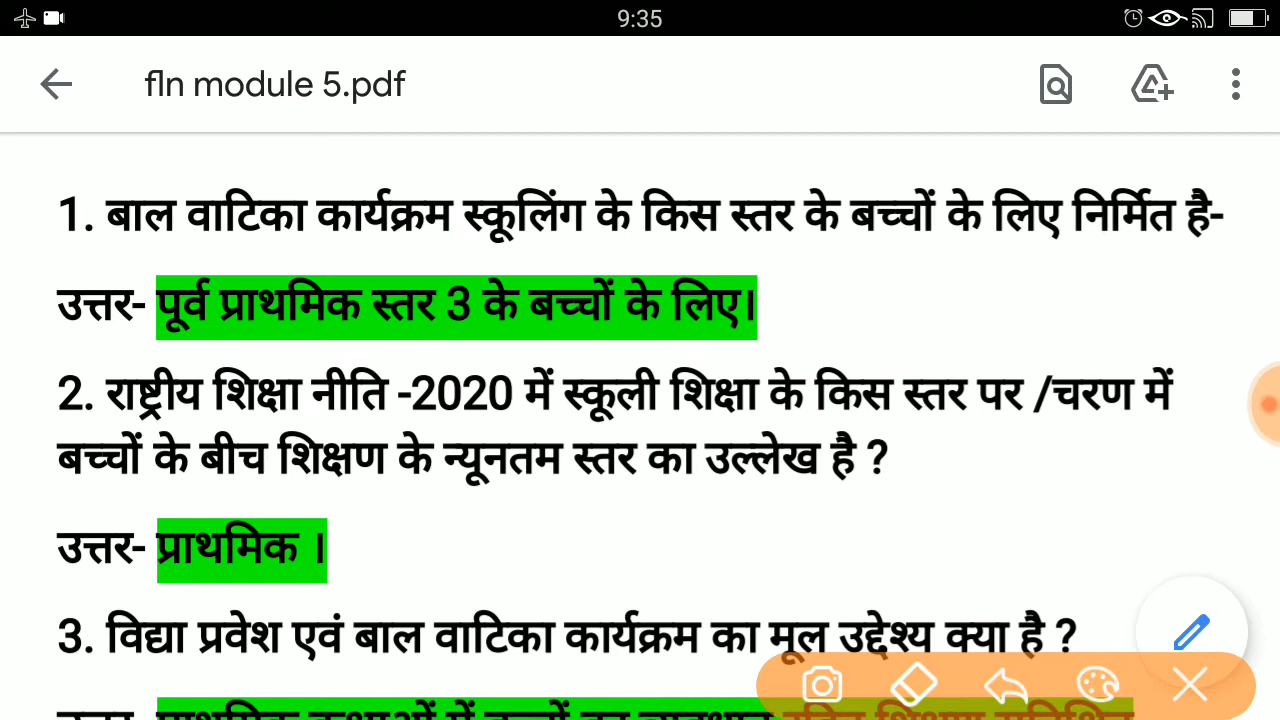 9:35
fln module 5.pdf
1. बाल वाटिका कार्यक्रम स्कूलिंग के किस स्तर के बच्चों के लिए निर्मित है-
उत्तर- पूर्व प्राथमिक स्तर 3 के बच्चों के लिए।
2. राष्ट्रीय शिक्षा नीति -2020 में स्कूली शिक्षा के किस स्तर पर /चरण में
बच्चों के बीच शिक्षण के न्यूनतम स्तर का उल्लेख है ?
उत्तर- प्राथमिक ।
3. विद्या प्रवेश एवं बाल वाटिका कार्यक्रम का मूल उद्देश्य क्या है ?